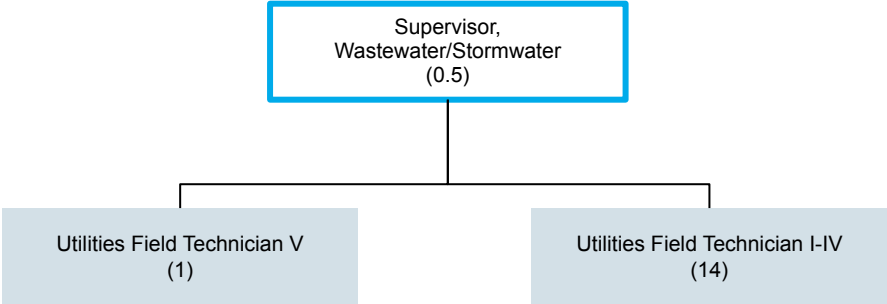 Supervisor,
Wastewater/Stormwater
(0.5)
Utilities Field Technician V
(1)
Utilities Field Technician I-IV
(14)